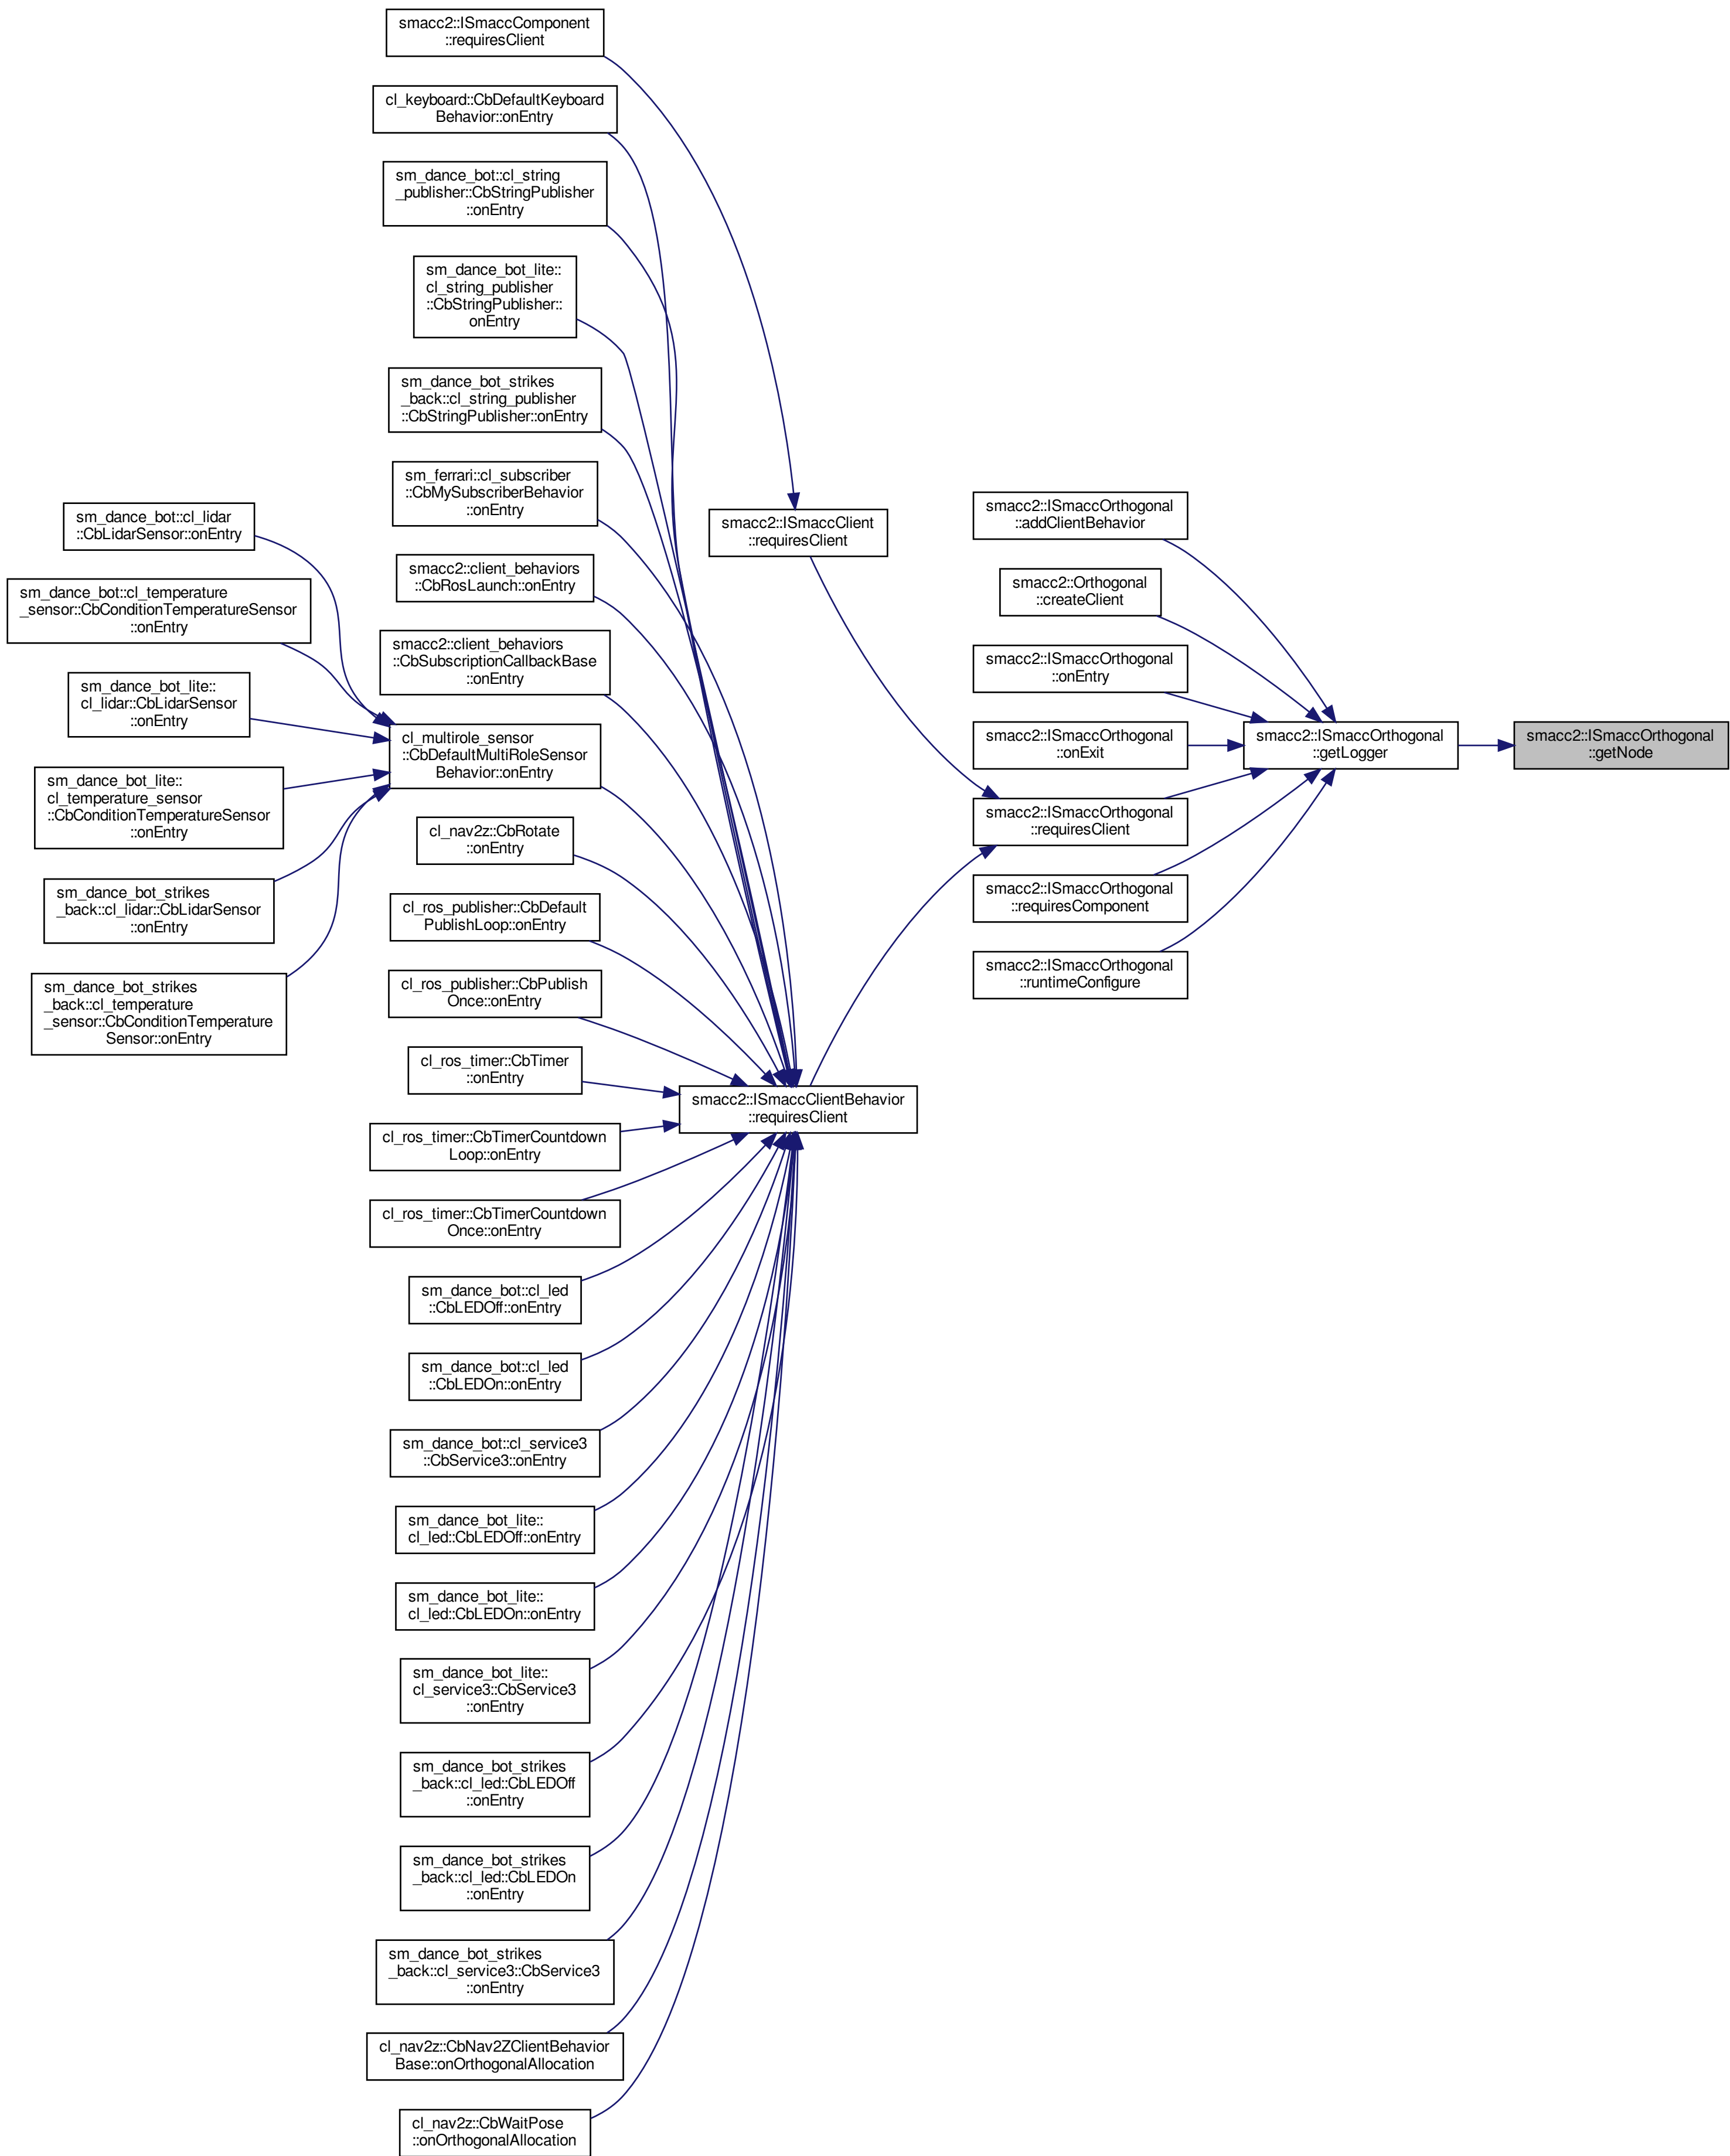 smacc2::ISmaccComponent
::requiresClient
cl_keyboard::CbDefaultKeyboard
Behavior::onEntry
sm_dance_bot::cl_string
_publisher::CbStringPublisher
::onEntry
sm_dance_bot_lite::
cl_string_publisher
::CbStringPublisher::
onEntry
sm_dance_bot_strikes
_back::cl_string_publisher
::CbStringPublisher::onEntry
sm_ferrari::cl_subscriber
::CbMySubscriberBehavior
::onEntry
smacc2::client_behaviors
::CbRosLaunch::onEntry
smacc2::client_behaviors
::CbSubscriptionCallbackBase
::onEntry
cl_multirole_sensor
::CbDefaultMultiRoleSensor
Behavior::onEntry
cl_nav2z::CbRotate
::onEntry
cl_ros_publisher::CbDefault
PublishLoop::onEntry
cl_ros_publisher::CbPublish
Once::onEntry
cl_ros_timer::CbTimer
::onEntry
cl_ros_timer::CbTimerCountdown
Loop::onEntry
cl_ros_timer::CbTimerCountdown
Once::onEntry
sm_dance_bot::cl_led
::CbLEDOff::onEntry
sm_dance_bot::cl_led
::CbLEDOn::onEntry
sm_dance_bot::cl_service3
::CbService3::onEntry
sm_dance_bot_lite::
cl_led::CbLEDOff::onEntry
sm_dance_bot_lite::
cl_led::CbLEDOn::onEntry
sm_dance_bot_lite::
cl_service3::CbService3
::onEntry
sm_dance_bot_strikes
_back::cl_led::CbLEDOff
::onEntry
sm_dance_bot_strikes
_back::cl_led::CbLEDOn
::onEntry
sm_dance_bot_strikes
_back::cl_service3::CbService3
::onEntry
cl_nav2z::CbNav2ZClientBehavior
Base::onOrthogonalAllocation
cl_nav2z::CbWaitPose
::onOrthogonalAllocation
sm_dance_bot::cl_lidar
::CbLidarSensor::onEntry
sm_dance_bot::cl_temperature
_sensor::CbConditionTemperatureSensor
::onEntry
sm_dance_bot_lite::
cl_lidar::CbLidarSensor
::onEntry
sm_dance_bot_lite::
cl_temperature_sensor
::CbConditionTemperatureSensor
::onEntry
sm_dance_bot_strikes
_back::cl_lidar::CbLidarSensor
::onEntry
sm_dance_bot_strikes
_back::cl_temperature
_sensor::CbConditionTemperature
Sensor::onEntry
smacc2::ISmaccClient
::requiresClient
smacc2::ISmaccClientBehavior
::requiresClient
smacc2::ISmaccOrthogonal
::addClientBehavior
smacc2::Orthogonal
::createClient
smacc2::ISmaccOrthogonal
::onEntry
smacc2::ISmaccOrthogonal
::onExit
smacc2::ISmaccOrthogonal
::requiresClient
smacc2::ISmaccOrthogonal
::requiresComponent
smacc2::ISmaccOrthogonal
::runtimeConfigure
smacc2::ISmaccOrthogonal
::getLogger
smacc2::ISmaccOrthogonal
::getNode